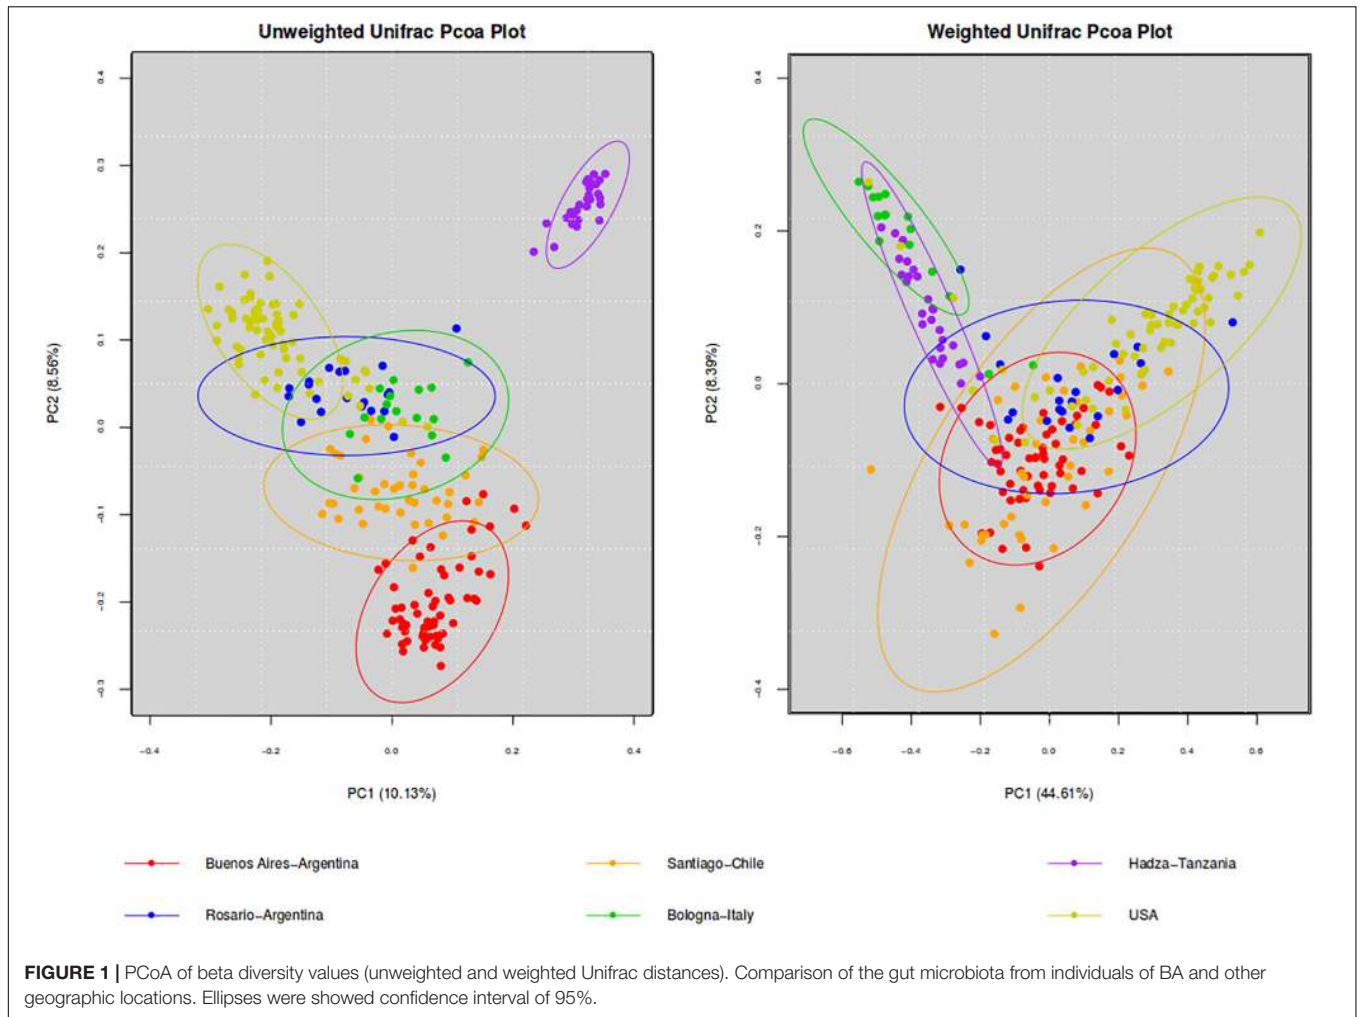 Unweighted Unifrac Pcoa Plot
0.4
0.3
0.2
0.1
0.0
−0.1
−0.2
−0.3
PC2 (8.56%)
−0.4 −0.2 0.0 0.2 0.4
PC1 (10.13%)
Weighted Unifrac Pcoa Plot
0.4
0.2
0.0
−0.2
−0.4
PC2 (8.39%)
−0.6 −0.4 −0.2 0.0 0.2 0.4 0.6
PC1 (44.61%)
Buenos Aires−Argentina
Santiago−Chile
Hadza−Tanzania
Rosario−Argentina
Bologna−Italy
USA
FIGURE 1 | PCoA of beta diversity values (unweighted and weighted Unifrac distances). Comparison of the gut microbiota from individuals of BA and other
geographic locations. Ellipses were showed confidence interval of 95%.